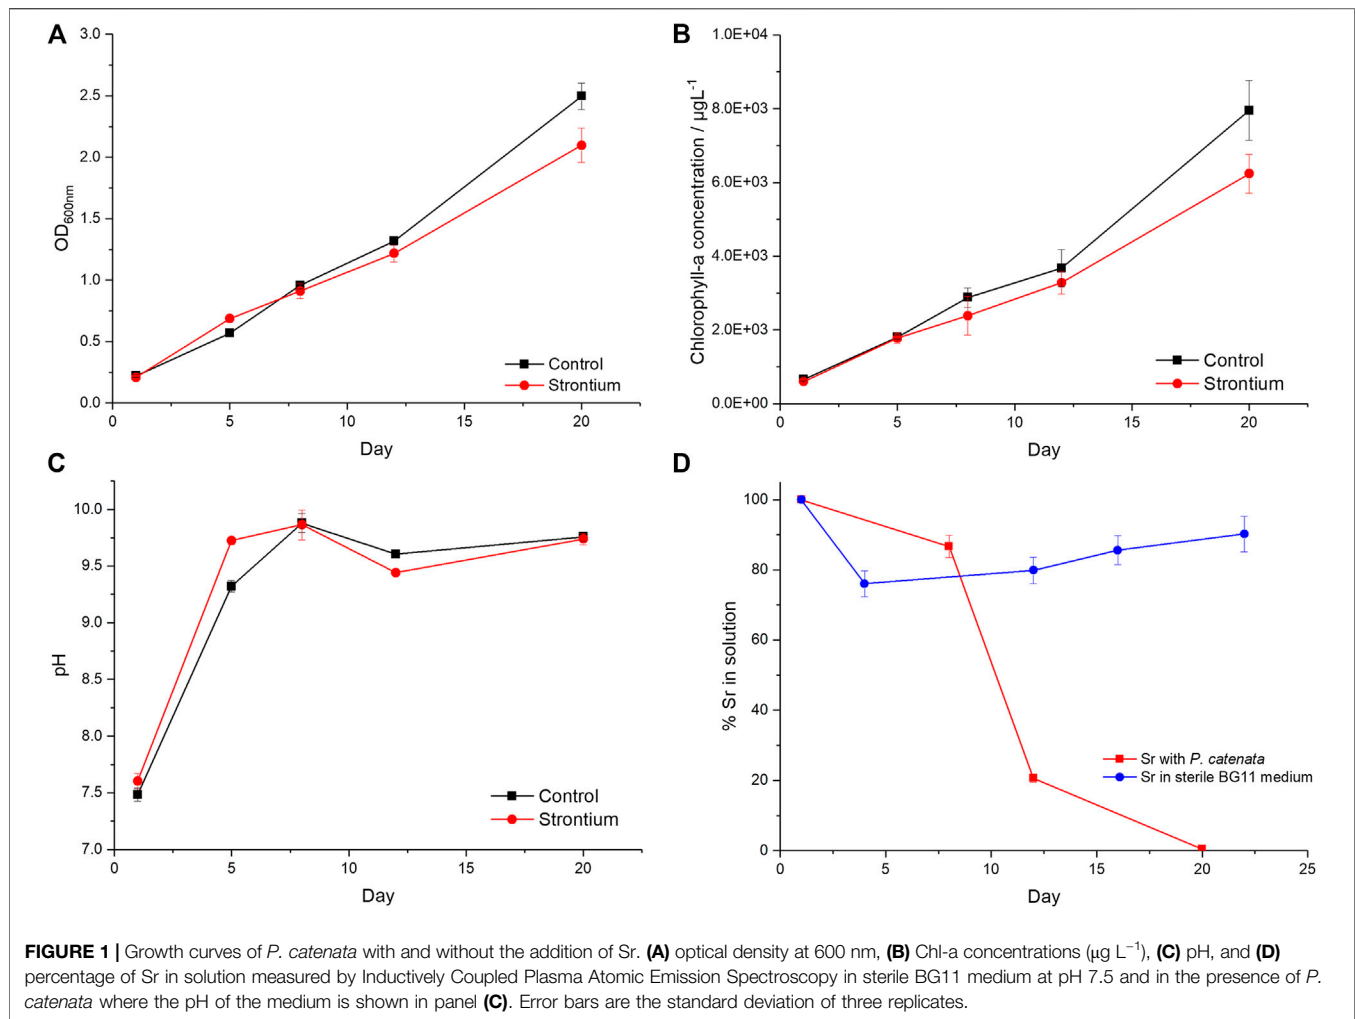 A
3.0
2.5
2.0
1.5
1.0
0.5
0.0
OD600nm
0
5
10
15
20
Day
Control
Strontium
B
1.0E+04
8.0E+03
6.0E+03
4.0E+03
2.0E+03
0.0E+00
Chlorophyll-a concentration / µgL⁻¹
0
5
10
15
20
Day
Control
Strontium
C
10.0
9.5
9.0
8.5
8.0
7.5
7.0
pH
0
5
10
15
20
Day
Control
Strontium
D
100
80
60
40
20
0
% Sr in solution
0
5
10
15
20
25
Day
Sr with P. catenata
Sr in sterile BG11 medium
FIGURE 1 | Growth curves of P. catenata with and without the addition of Sr. (A) optical density at 600 nm, (B) Chl-a concentrations (µg L⁻¹), (C) pH, and (D)
percentage of Sr in solution measured by Inductively Coupled Plasma Atomic Emission Spectroscopy in sterile BG11 medium at pH 7.5 and in the presence of P.
catenata where the pH of the medium is shown in panel (C). Error bars are the standard deviation of three replicates.